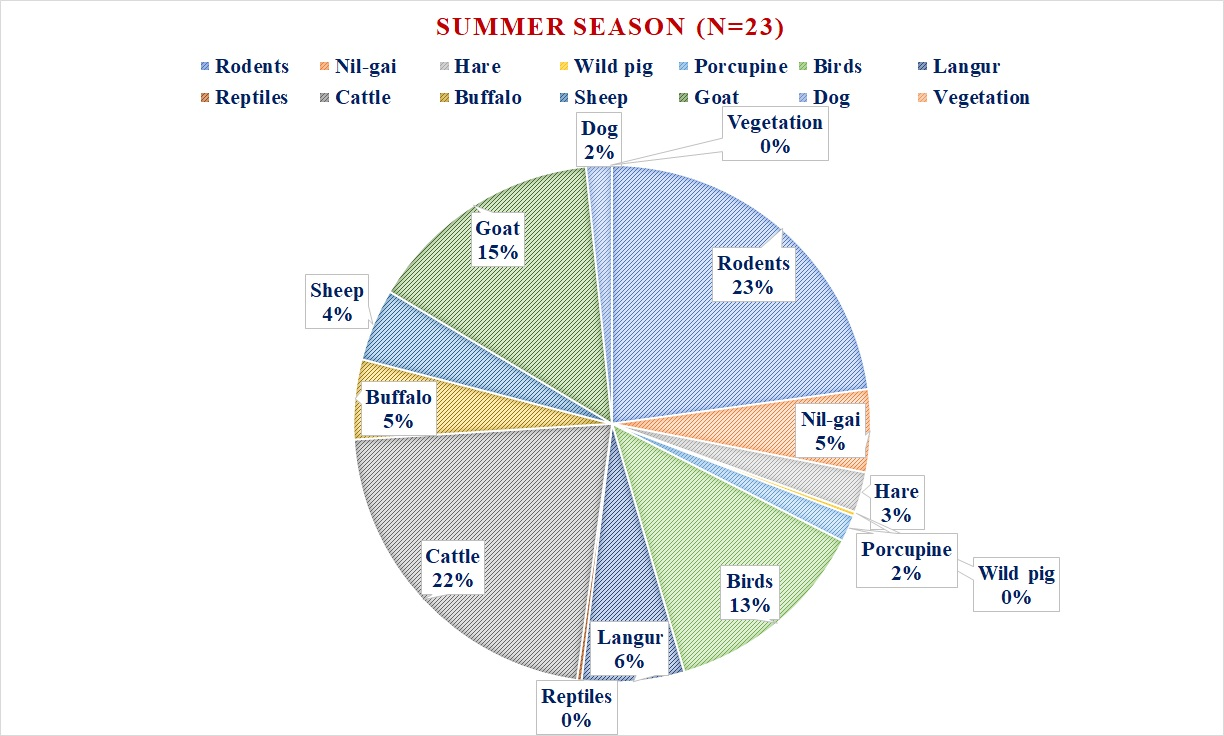 SUMMER SEASON (N=23)
Rodents Nil-gai Hare Wild pig Porcupine Birds Langur
Reptiles Cattle Buffalo Sheep Goat Dog Vegetation
Dog
2%
Vegetation
0%
Rodents
23%
Nil-gai
5%
Hare
3%
Wild pig
0%
Porcupine
2%
Birds
13%
Langur
6%
Reptiles
0%
Cattle
22%
Buffalo
5%
Sheep
4%
Goat
15%